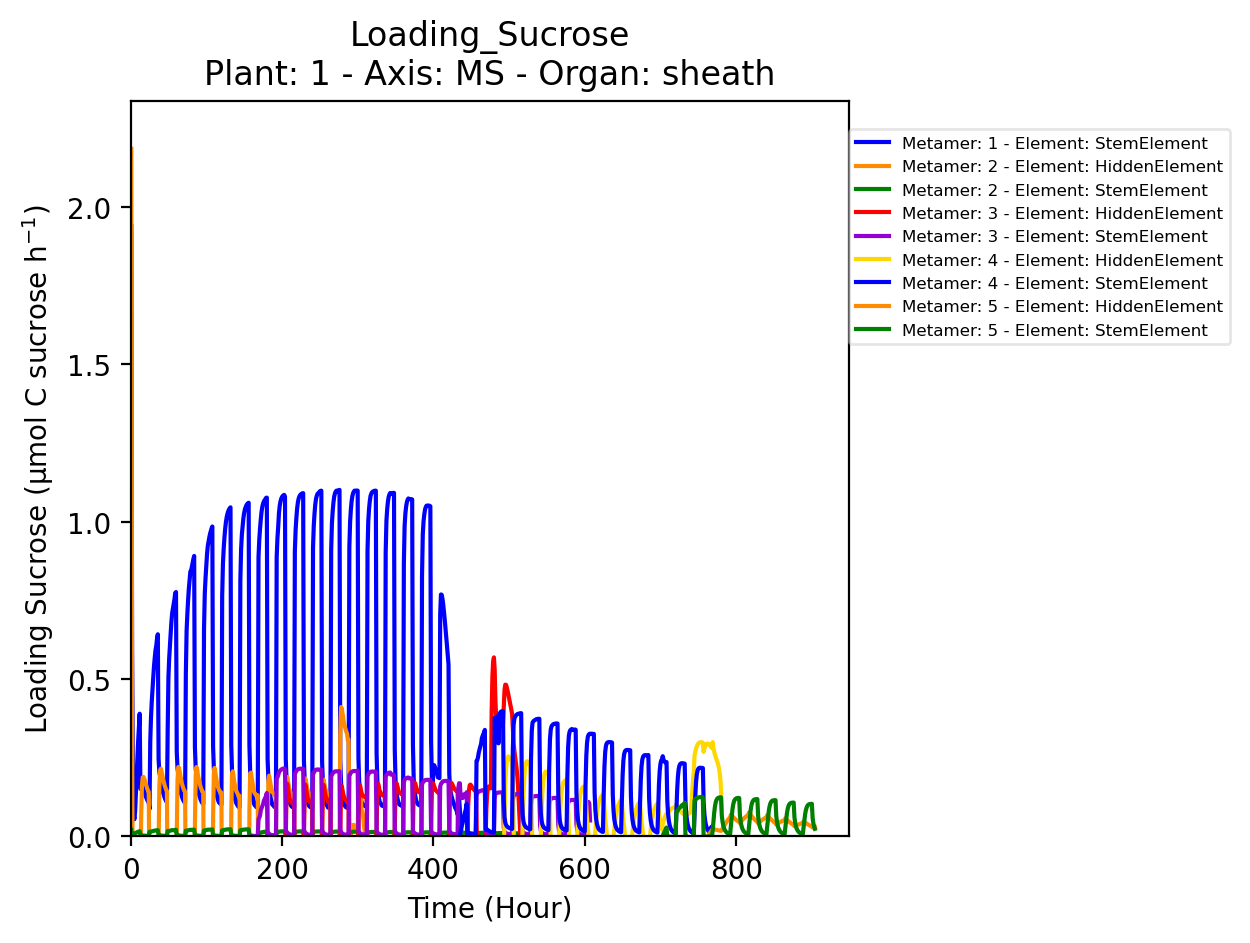 Loading_Sucrose
Plant: 1 - Axis: MS - Organ: sheath
Loading Sucrose (µmol C sucrose h⁻¹)
2.0
1.5
1.0
0.5
0.0
0 200 400 600 800
Time (Hour)
Metamer: 1 - Element: StemElement
Metamer: 2 - Element: HiddenElement
Metamer: 2 - Element: StemElement
Metamer: 3 - Element: HiddenElement
Metamer: 3 - Element: StemElement
Metamer: 4 - Element: HiddenElement
Metamer: 4 - Element: StemElement
Metamer: 5 - Element: HiddenElement
Metamer: 5 - Element: StemElement